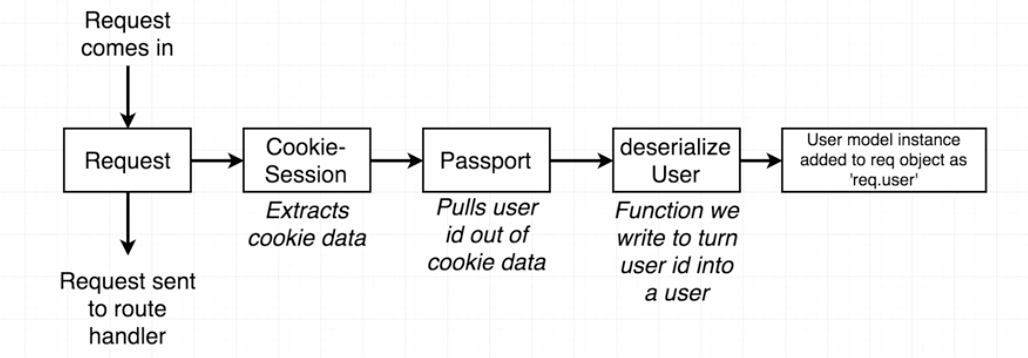 Request
comes in
Request
Cookie-
Session
Passport
deserialize
User
User model instance
added to req object as
'req.user'
Extracts
cookie data
Pulls user
id out of
cookie data
Function we
write to turn
user id into
a user
Request sent
to route
handler